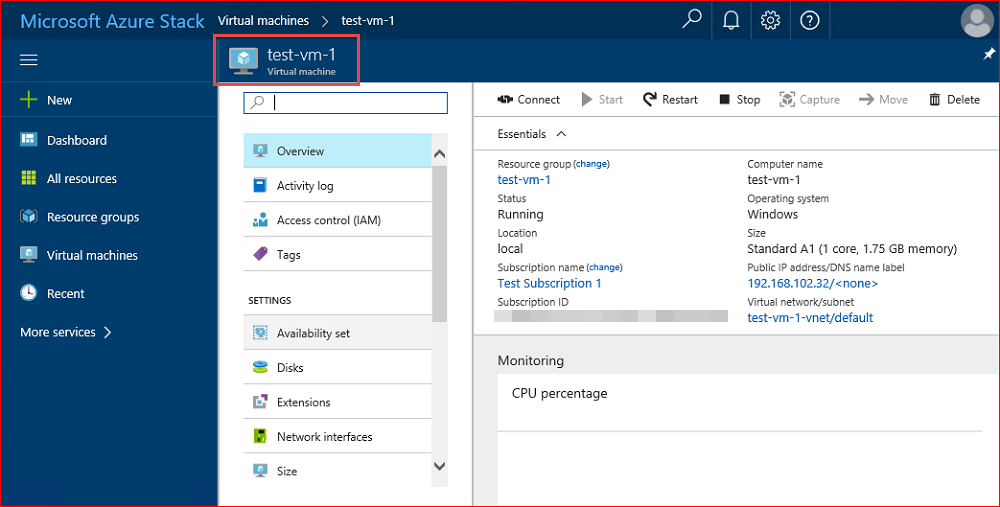 Microsoft Azure Stack Virtual machines > test-vm-1
test-vm-1
Virtual machine
New
Dashboard
All resources
Resource groups
Virtual machines
Recent
More services >
Overview
Activity log
Access control (IAM)
Tags
SETTINGS
Availability set
Disks
Extensions
Network interfaces
Size
Connect Start Restart Stop Capture Move Delete
Essentials
Resource group (change)
test-vm-1
Status
Running
Location
local
Subscription name (change)
Test Subscription 1
Subscription ID
Computer name
test-vm-1
Operating system
Windows
Size
Standard A1 (1 core, 1.75 GB memory)
Public IP address/DNS name label
192.168.102.32/<none>
Virtual network/subnet
test-vm-1-vnet/default
Monitoring
CPU percentage